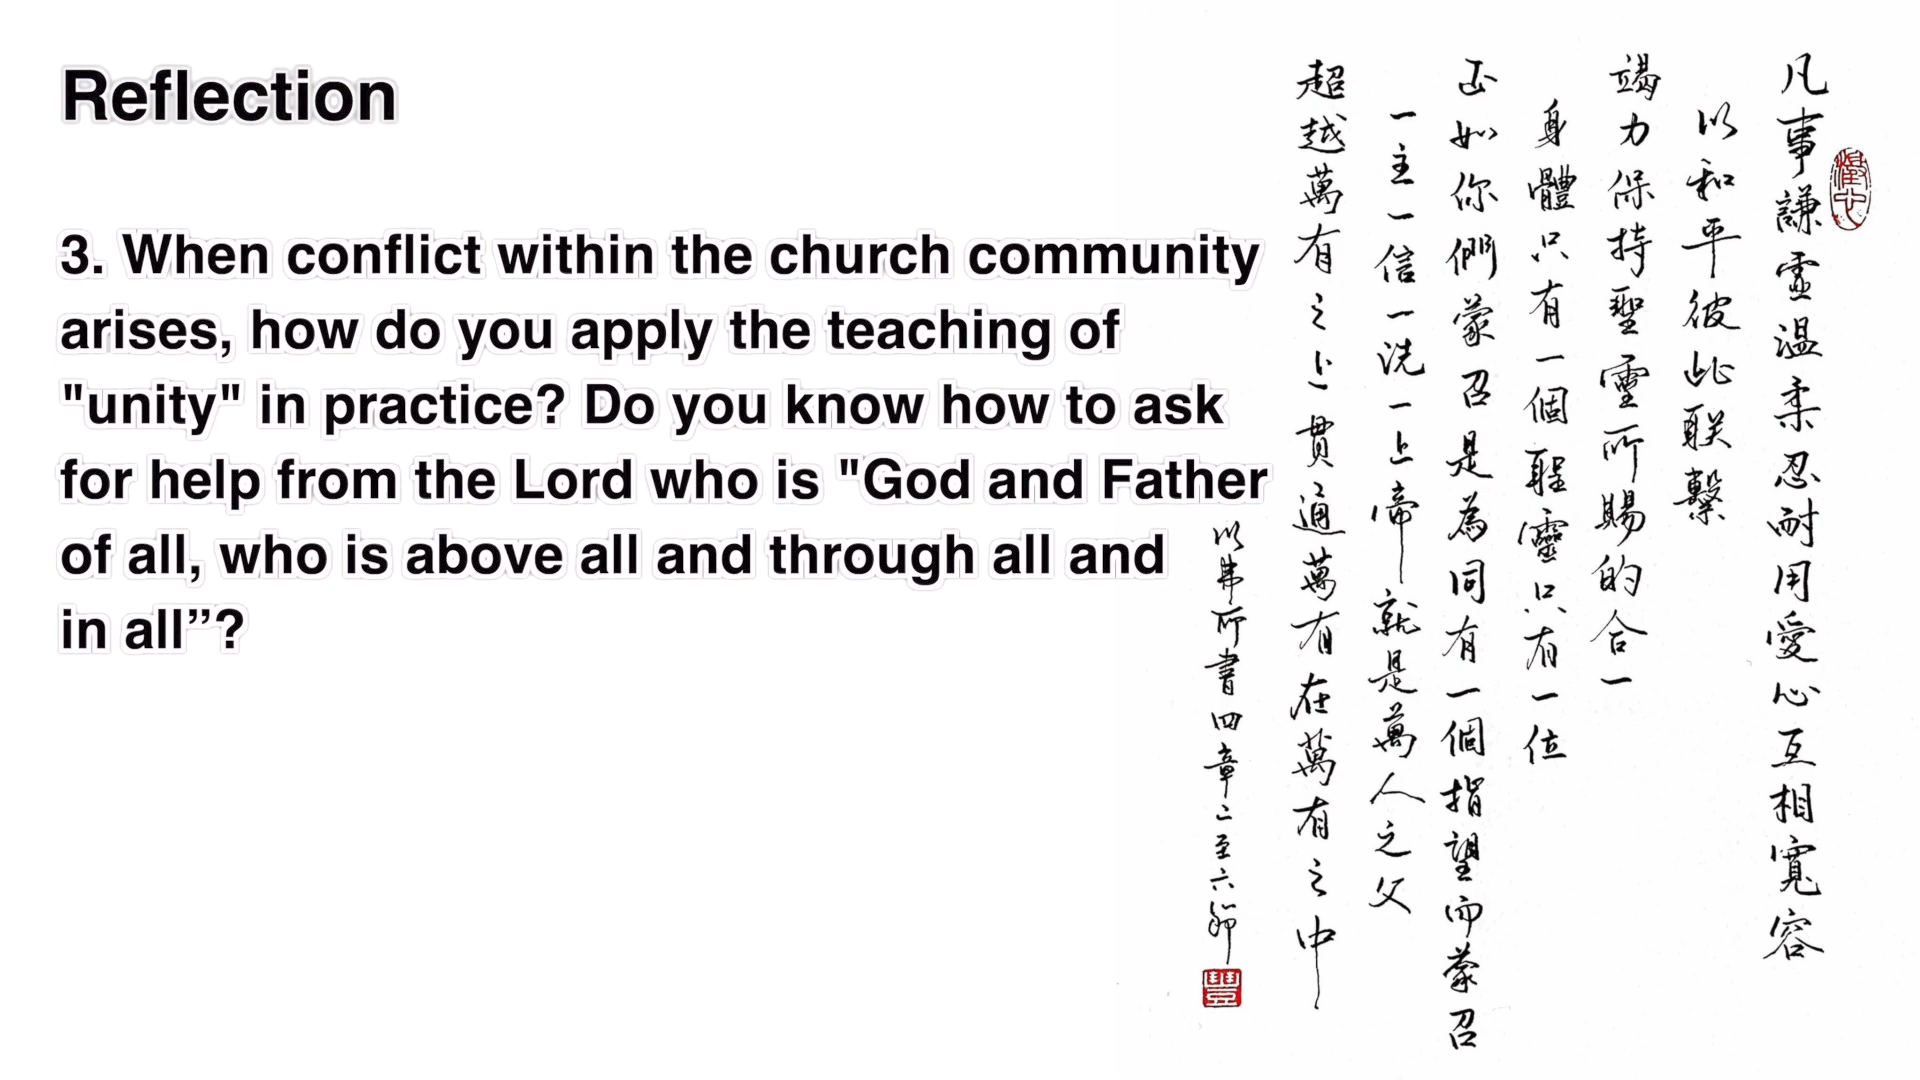 Reflection
3. When conflict within the church community
arises, how do you apply the teaching of
"unity" in practice? Do you know how to ask
for help from the Lord who is "God and Father
of all, who is above all and through all and
in all”?
凡事謙虛溫柔忍耐用愛心互相寬容
以和平彼此联繫
竭力保持聖靈所賜的合一
身體只有一個聖靈只有一位
正如你們蒙召是為同有一個指望而蒙召
一主一信一洗一上帝就是萬人之父
超越萬有之上貫通萬有在萬有之中
以弗所書四章二至六節